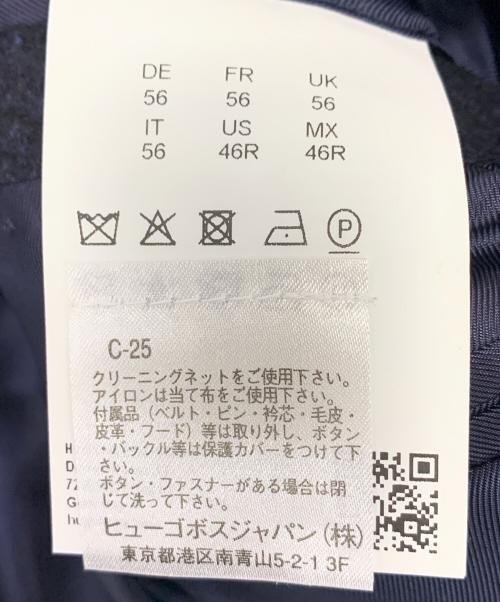 DE FR UK
56 56 56
IT US MX
56 46R 46R
P
C-25
クリーニングネットをご使用下さい。
アイロンは当て布をご使用下さい。
付属品（ベルト・ピン・衿芯・毛皮・
皮革・フード）等は取り外し、ボタン
・バックル等は保護カバーをつけて下
さい。
ボタン・ファスナーがある場合は閉
じて洗って下さい。
ヒューゴボスジャパン（株）
東京都港区南青山5-2-1 3F
H
D
72
G